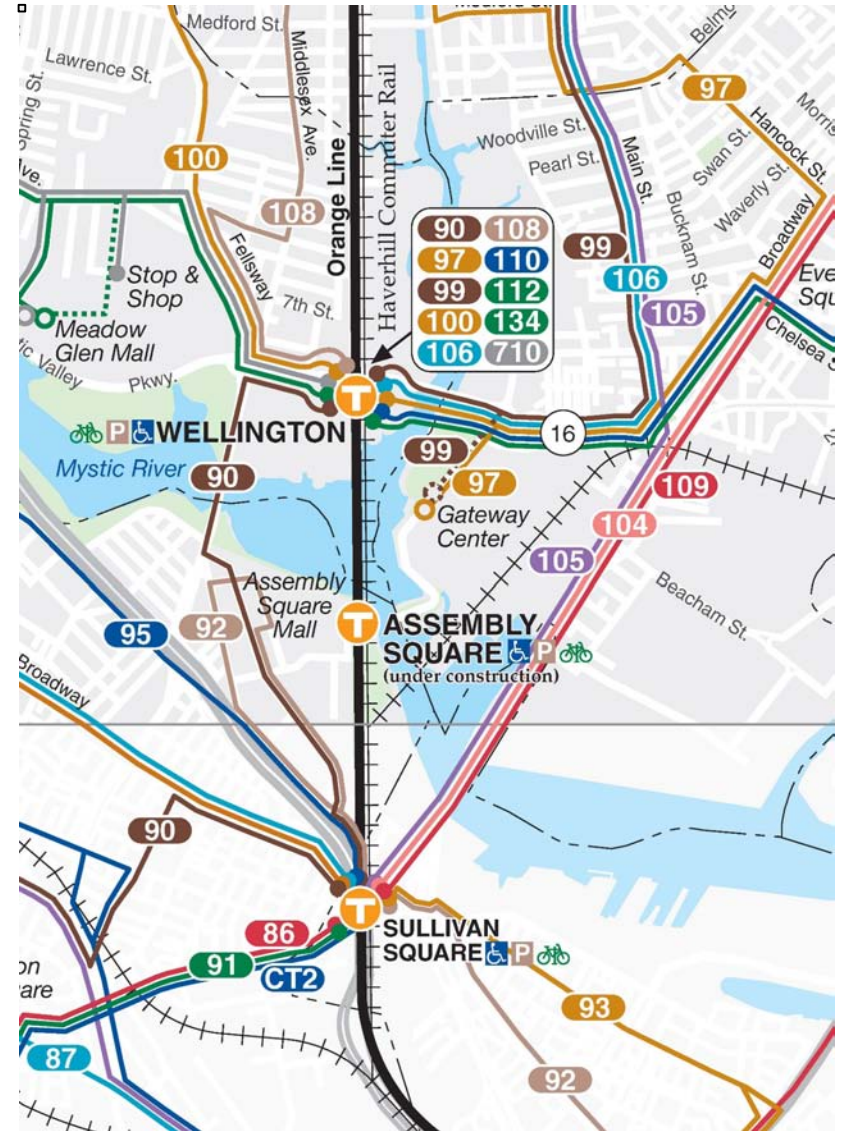 Medford St.
Lawrence St.
Spring St.
Middlesex Ave.
97
Hancock St.
Woodville St.
Swan St.
Pearl St.
Main St.
Waverly St.
Bucknam St.
Broadway
100
108
Ave.
Orange Line
Haverhill Commuter Rail
Fellsway
7th St.
90 108
97 110
99 112
100 134
106 710
99
106
105
Stop &
Shop
Meadow
Glen Mall
Pkwy.
Valley
Chelsea
T
WELLINGTON
P
16
Mystic River
90
99
97
Gateway
Center
109
104
105
Beacham St.
Assembly
Square
Mall
92
95
T
ASSEMBLY
SQUARE
P
(under construction)
Broadway
90
T
SULLIVAN
SQUARE
P
86
91
CT2
93
92
87